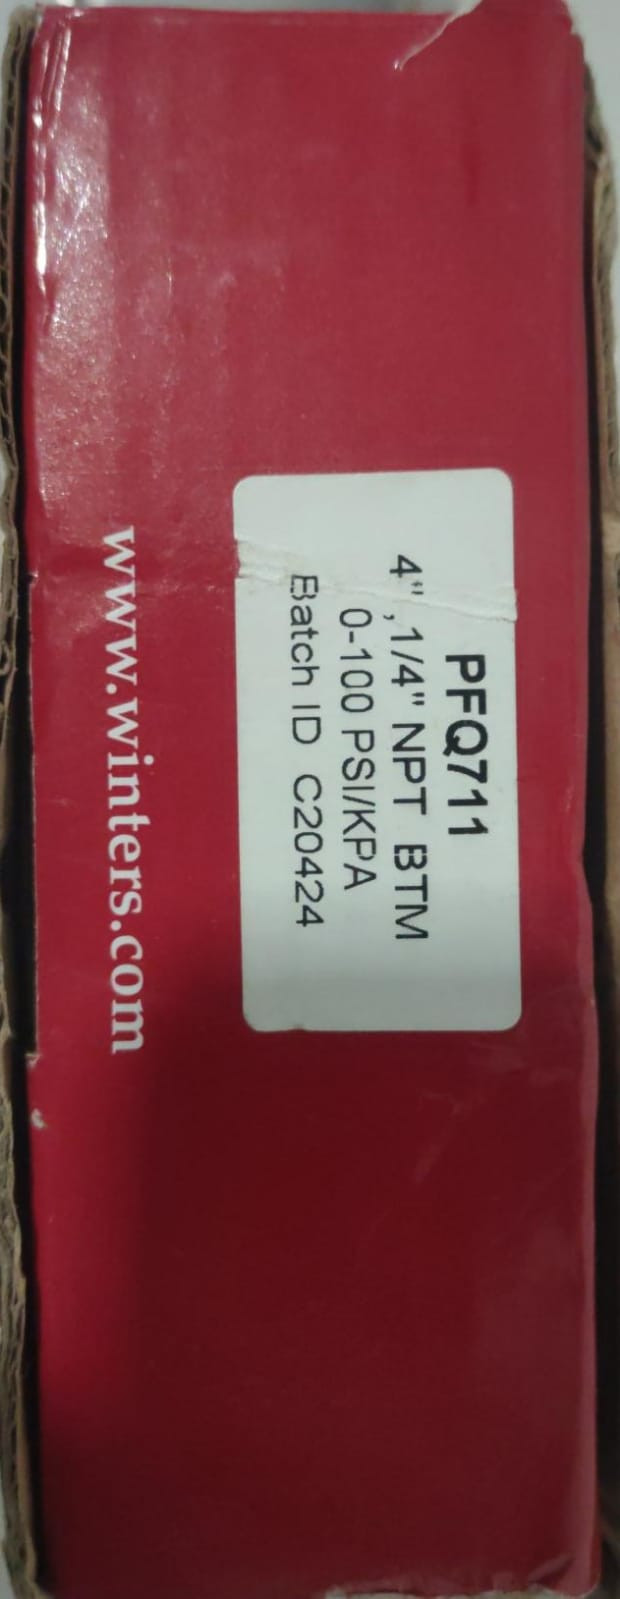 PFQ711
4" ,1/4" NPT BTM
0-100 PSI/KPA
Batch ID C20424
www.winters.com